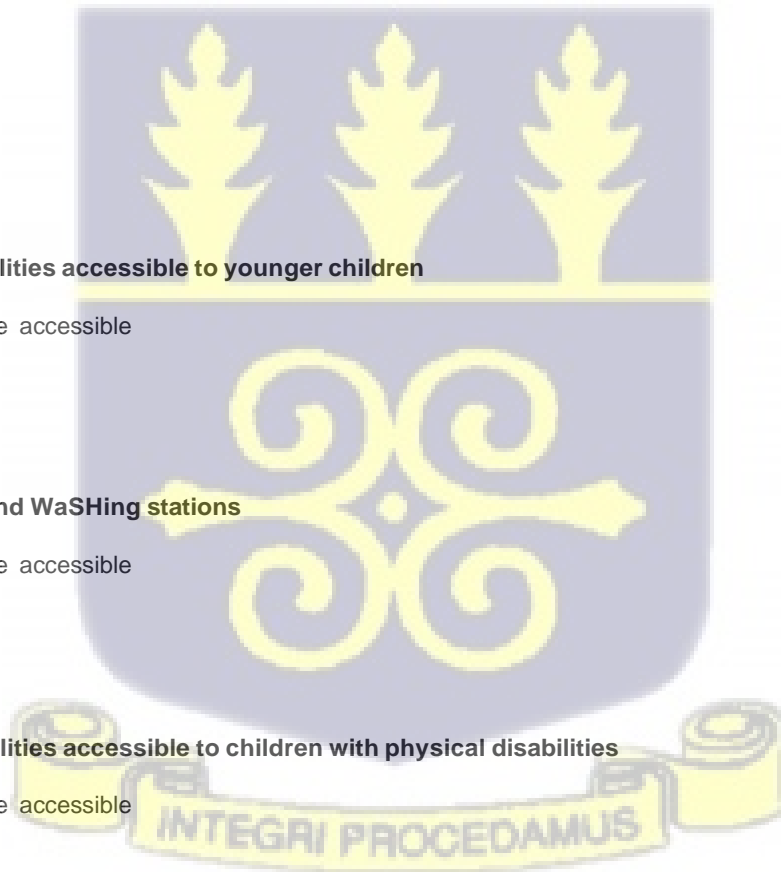 lities accessible to younger children
e accessible
nd WaSHing stations
e accessible
lities accessible to children with physical disabilities
e accessible
INTEGRI PROCEDAMUS